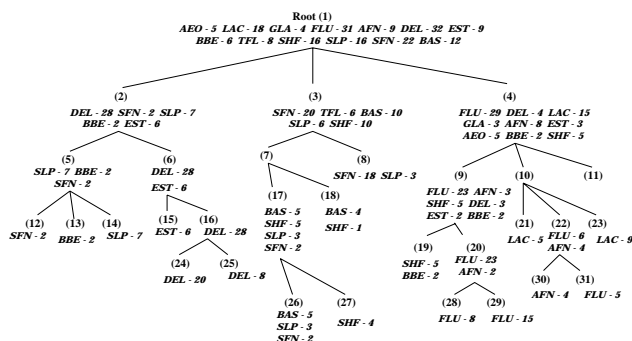 Root (1)
AEO - 5 LAC - 18 GLA - 4 FLU - 31 AFN - 9 DEL - 32 EST - 9
BBE - 6 TFL - 8 SHF - 16 SLP - 16 SFN - 22 BAS - 12
(2)
DEL - 28 SFN - 2 SLP - 7
BBE - 2 EST - 6
(3)
SFN - 20 TFL - 6 BAS - 10
SLP - 6 SHF - 10
(4)
FLU - 29 DEL - 4 LAC - 15
GLA - 3 AFN - 8 EST - 3
AEO - 5 BBE - 2 SHF - 5
(5)
SLP - 7 BBE - 2
SFN - 2
(6)
DEL - 28
EST - 6
(7)
(8)
SFN - 18 SLP - 3
(9)
FLU - 23 AFN - 3
SHF - 5 DEL - 3
EST - 2 BBE - 2
(10)
(11)
(12)
SFN - 2
(13)
BBE - 2
(14)
SLP - 7
(15)
EST - 6
(16)
DEL - 28
(17)
BAS - 5
SHF - 5
SLP - 3
SFN - 2
(18)
BAS - 4
SHF - 1
(19)
SHF - 5
BBE - 2
(20)
FLU - 23
AFN - 2
(21)
LAC - 5
(22)
FLU - 6
AFN - 4
(23)
LAC - 9
(24)
DEL - 20
(25)
DEL - 8
(26)
BAS - 5
SLP - 3
SFN - 2
(27)
SHF - 4
(28)
FLU - 8
(29)
FLU - 15
(30)
AFN - 4
(31)
FLU - 5